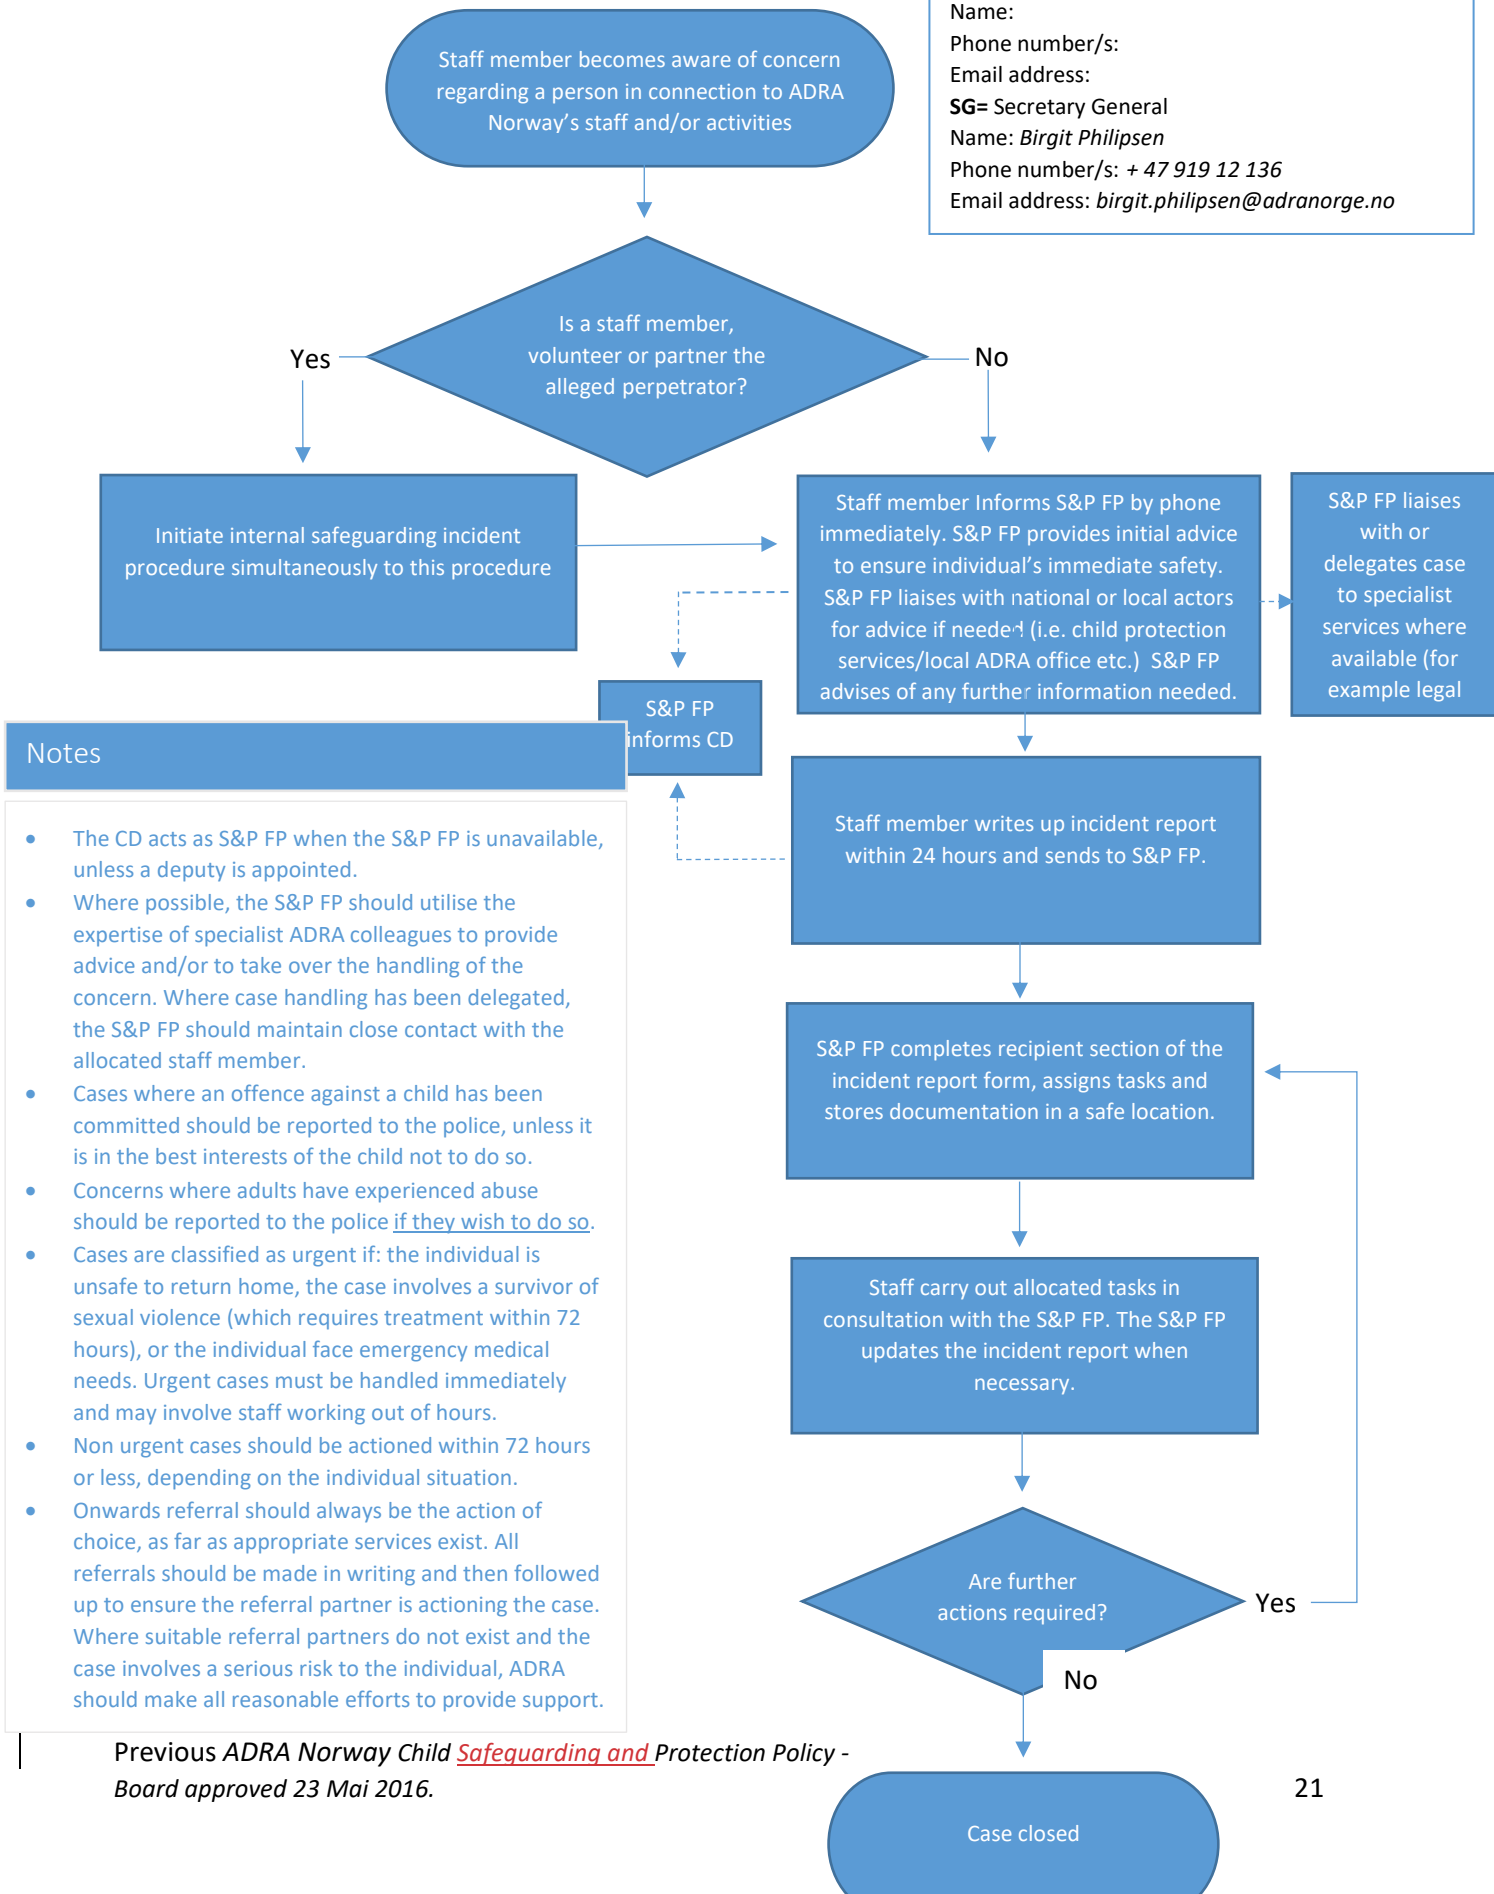 Name:
Phone number/s:
Email address:
SG= Secretary General
Name: Birgit Philipsen
Phone number/s: + 47 919 12 136
Email address: birgit.philipsen@adranorge.no
Staff member becomes aware of concern
regarding a person in connection to ADRA
Norway's staff and/or activities
Is a staff member,
volunteer or partner the
alleged perpetrator?
Yes
No
Initiate internal safeguarding incident
procedure simultaneously to this procedure
Staff member Informs S&P FP by phone
immediately. S&P FP provides initial advice
to ensure individual's immediate safety.
S&P FP liaises with national or local actors
for advice if needed (i.e. child protection
services/local ADRA office etc.) S&P FP
advises of any further information needed.
S&P FP liaises
with or
delegates case
to specialist
services where
available (for
example legal
S&P FP
informs CD
Staff member writes up incident report
within 24 hours and sends to S&P FP.
S&P FP completes recipient section of the
incident report form, assigns tasks and
stores documentation in a safe location.
Staff carry out allocated tasks in
consultation with the S&P FP. The S&P FP
updates the incident report when
necessary.
Are further
actions required?
Yes
No
Case closed
Notes
• The CD acts as S&P FP when the S&P FP is unavailable,
unless a deputy is appointed.
• Where possible, the S&P FP should utilise the
expertise of specialist ADRA colleagues to provide
advice and/or to take over the handling of the
concern. Where case handling has been delegated,
the S&P FP should maintain close contact with the
allocated staff member.
• Cases where an offence against a child has been
committed should be reported to the police, unless it
is in the best interests of the child not to do so.
• Concerns where adults have experienced abuse
should be reported to the police if they wish to do so.
• Cases are classified as urgent if: the individual is
unsafe to return home, the case involves a survivor of
sexual violence (which requires treatment within 72
hours), or the individual face emergency medical
needs. Urgent cases must be handled immediately
and may involve staff working out of hours.
• Non urgent cases should be actioned within 72 hours
or less, depending on the individual situation.
• Onwards referral should always be the action of
choice, as far as appropriate services exist. All
referrals should be made in writing and then followed
up to ensure the referral partner is actioning the case.
Where suitable referral partners do not exist and the
case involves a serious risk to the individual, ADRA
should make all reasonable efforts to provide support.
Previous ADRA Norway Child Safeguarding and Protection Policy -
Board approved 23 Mai 2016.
21